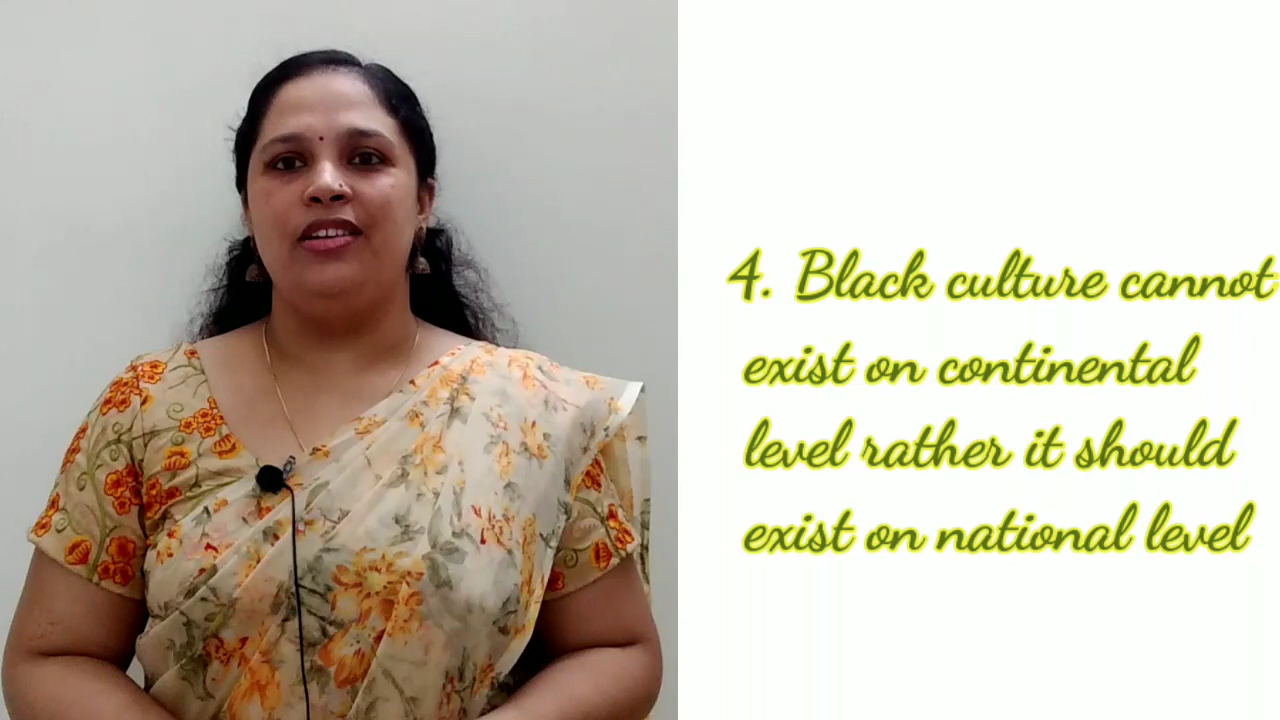 4. Black culture cannot
exist on continental
level rather it should
exist on national level